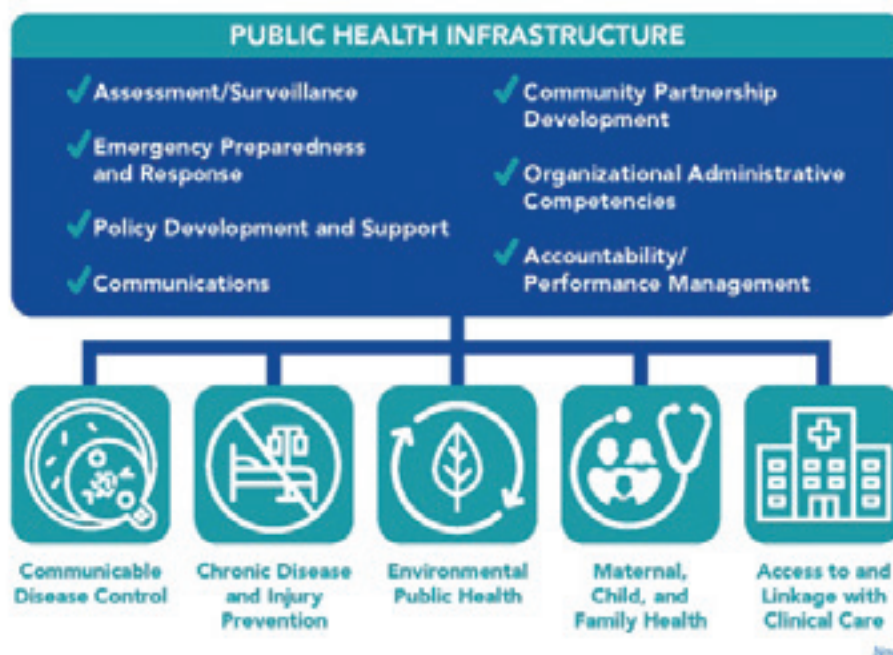 PUBLIC HEALTH INFRASTRUCTURE
Assessment/Surveillance
Emergency Preparedness
and Response
Policy Development and Support
Communications
Community Partnership
Development
Organizational Administrative
Competencies
Accountability/
Performance Management
Communicable
Disease Control
Chronic Disease
and Injury
Prevention
Environmental
Public Health
Maternal,
Child, and
Family Health
Access to and
Linkage with
Clinical Care